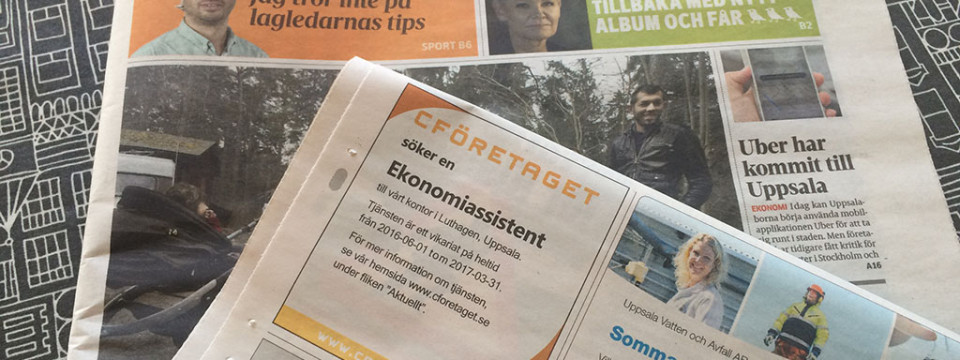 Jag tror inte på
lagledarnas tips
SPORT B6
TILLBAKA MED NYTT
ALBUM OCH FÅR
B2
Uber har
kommit till
Uppsala
EKONOMI I dag kan Uppsala-
borna börja använda mobil-
applikationen Uber för att ta
sig runt i staden. Men företa-
tidigare fått kritik för
i Stockholm och
A16
CFÖRETAGET
söker en
Ekonomiassistent
till vårt kontor i Luthagen, Uppsala.
Tjänsten är ett vikariat på heltid
från 2016-06-01 tom 2017-03-31.
För mer information om tjänsten,
se vår hemsida www.cforetaget.se
under fliken "Aktuellt".
www.cf
Uppsala Vatten och Avfall AB
Somma